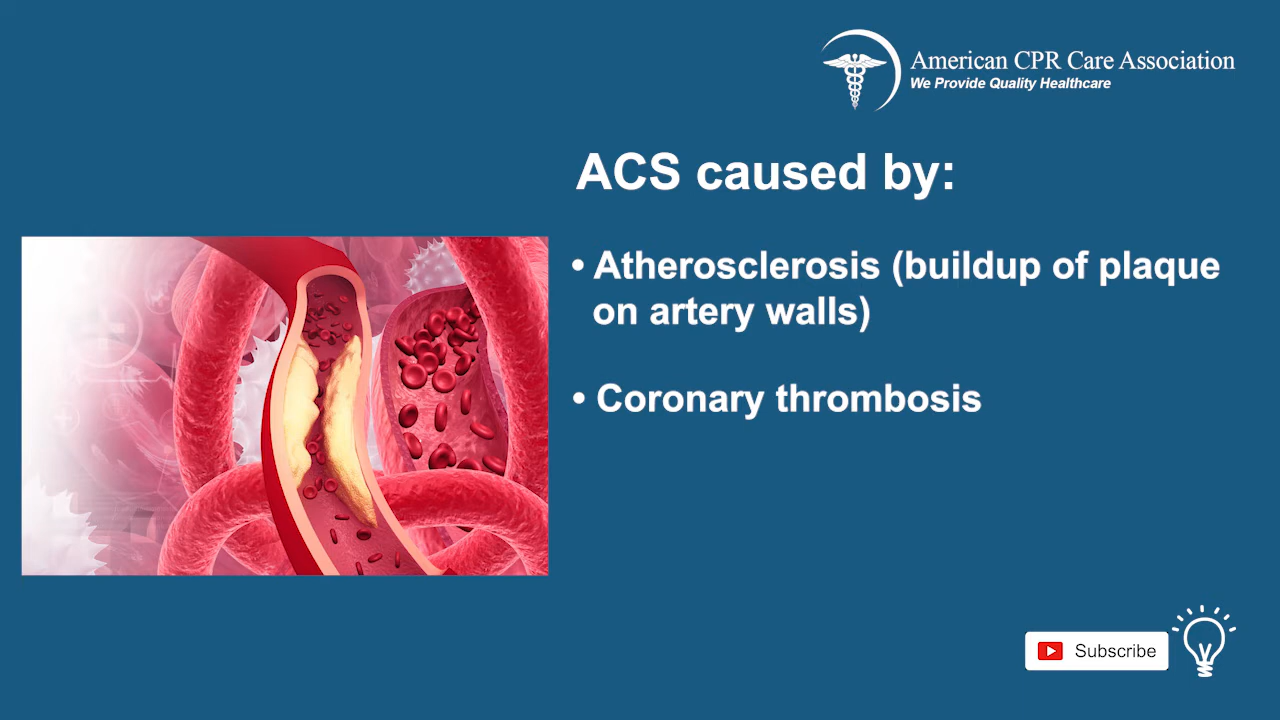 American CPR Care Association
We Provide Quality Healthcare
ACS caused by:
• Atherosclerosis (buildup of plaque
on artery walls)
• Coronary thrombosis
Subscribe